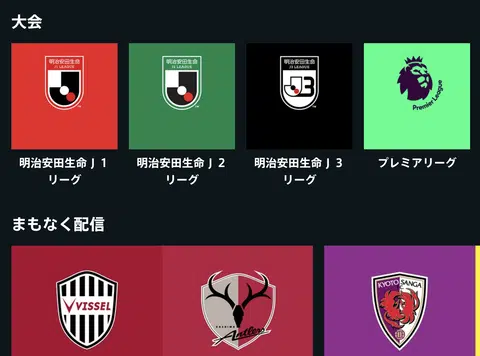 大会
明治安田生命
J1 LEAGUE
明治安田生命
J2 LEAGUE
明治安田生命
J3 LEAGUE
Premier League
明治安田生命 J 1
リーグ
明治安田生命 J 2
リーグ
明治安田生命 J 3
リーグ
プレミアリーグ
まもなく配信
VISSEL
KASHIMA
Antlers
KYOTO SANGA